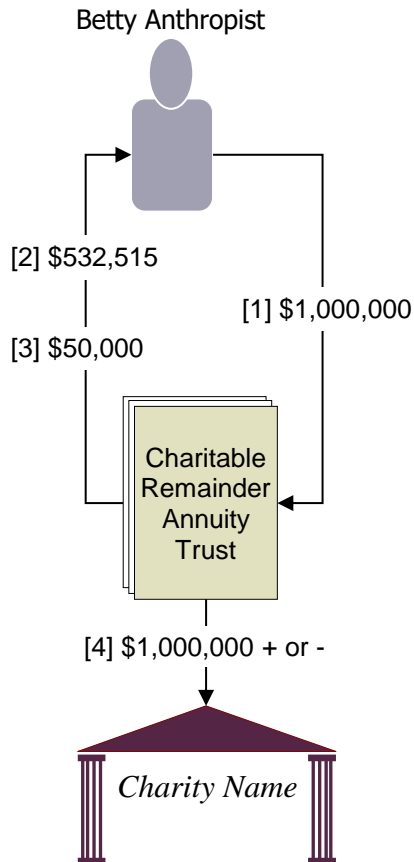 Betty Anthropist
[2] $532,515
[1] $1,000,000
[3] $50,000
Charitable
Remainder
Annuity
Trust
[4] $1,000,000 + or -
Charity Name